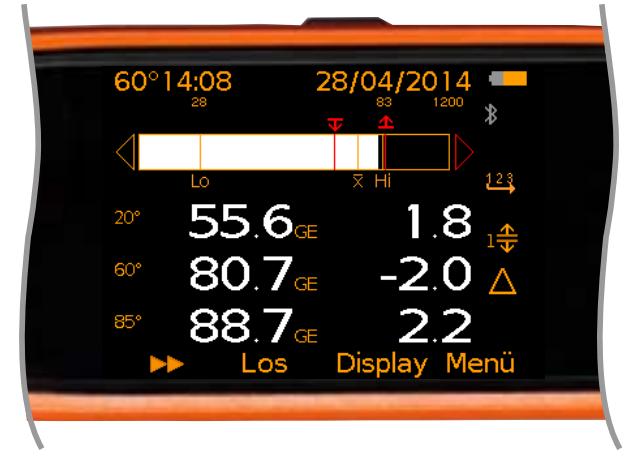 60°14:08 28/04/2014
28 83 1200
Lo x̅ Hi
123
20° 55.6GE 1.8
1
60° 80.7GE -2.0
85° 88.7GE 2.2
Los Display Menü